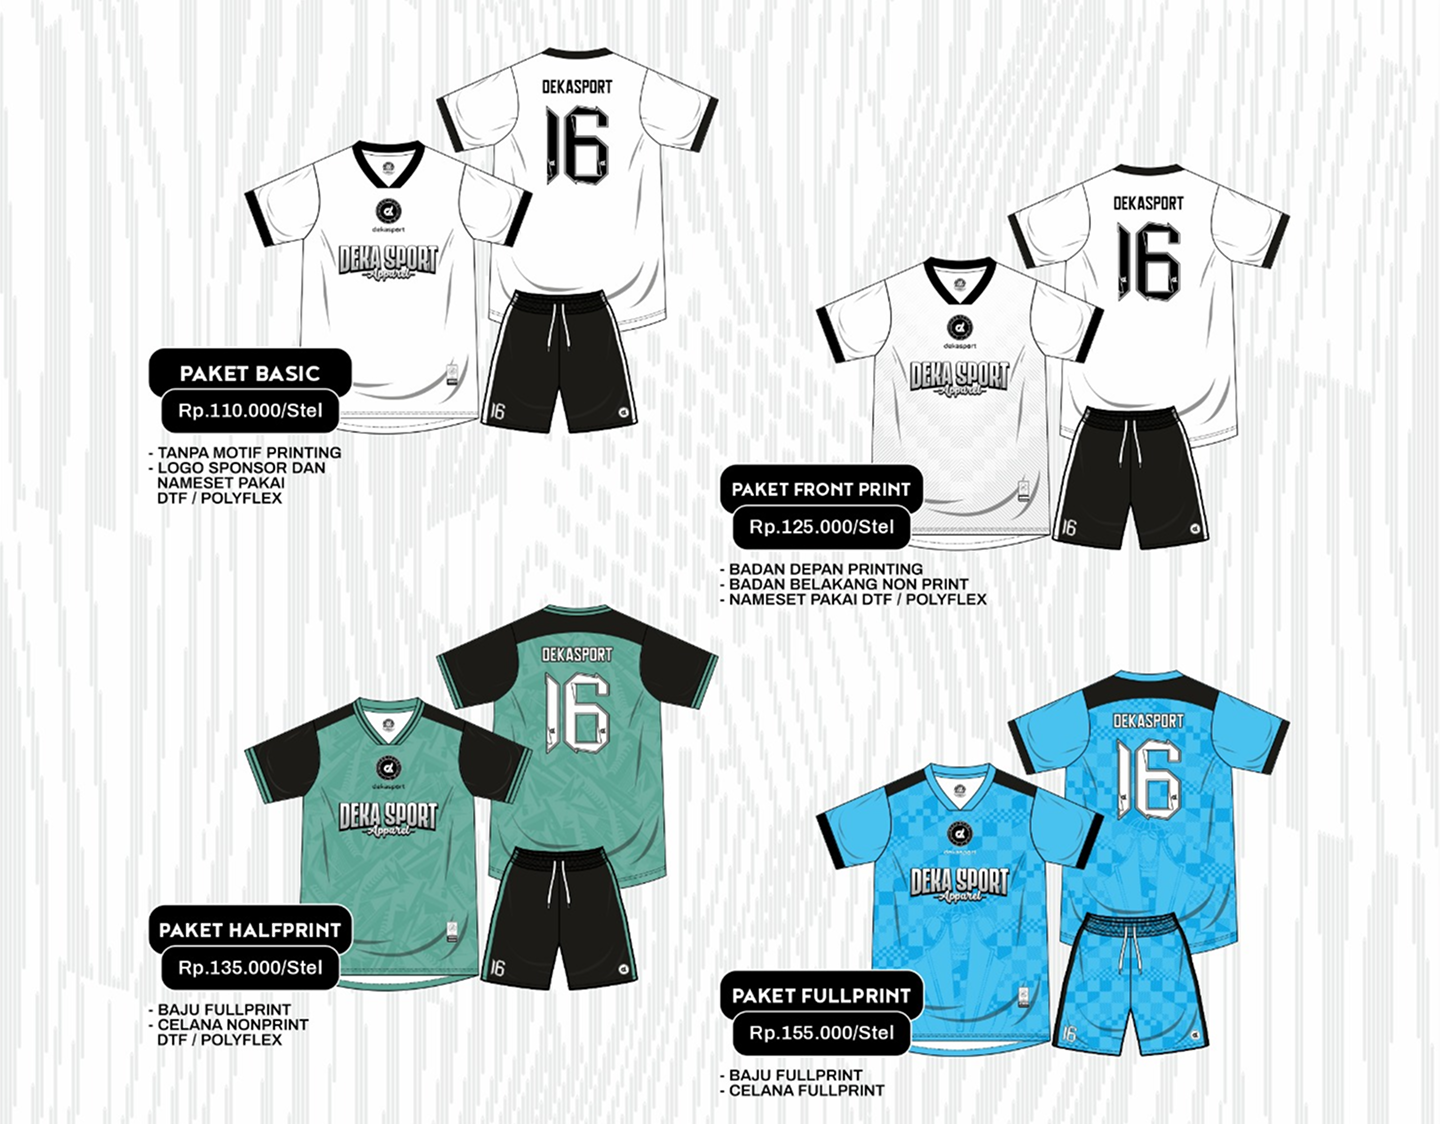 DEKASPORT
16
dekasport
DEKA SPORT
Apparel
16
PAKET BASIC
Rp.110.000/Stel
- TANPA MOTIF PRINTING
- LOGO SPONSOR DAN
NAMESET PAKAI
DTF / POLYFLEX
DEKASPORT
16
dekasport
DEKA SPORT
Apparel
16
PAKET FRONT PRINT
Rp.125.000/Stel
- BADAN DEPAN PRINTING
- BADAN BELAKANG NON PRINT
- NAMESET PAKAI DTF / POLYFLEX
DEKASPORT
16
dekasport
DEKA SPORT
Apparel
16
PAKET HALFPRINT
Rp.135.000/Stel
- BAJU FULLPRINT
- CELANA NONPRINT
DTF / POLYFLEX
DEKASPORT
16
dekasport
DEKA SPORT
Apparel
16
PAKET FULLPRINT
Rp.155.000/Stel
- BAJU FULLPRINT
- CELANA FULLPRINT